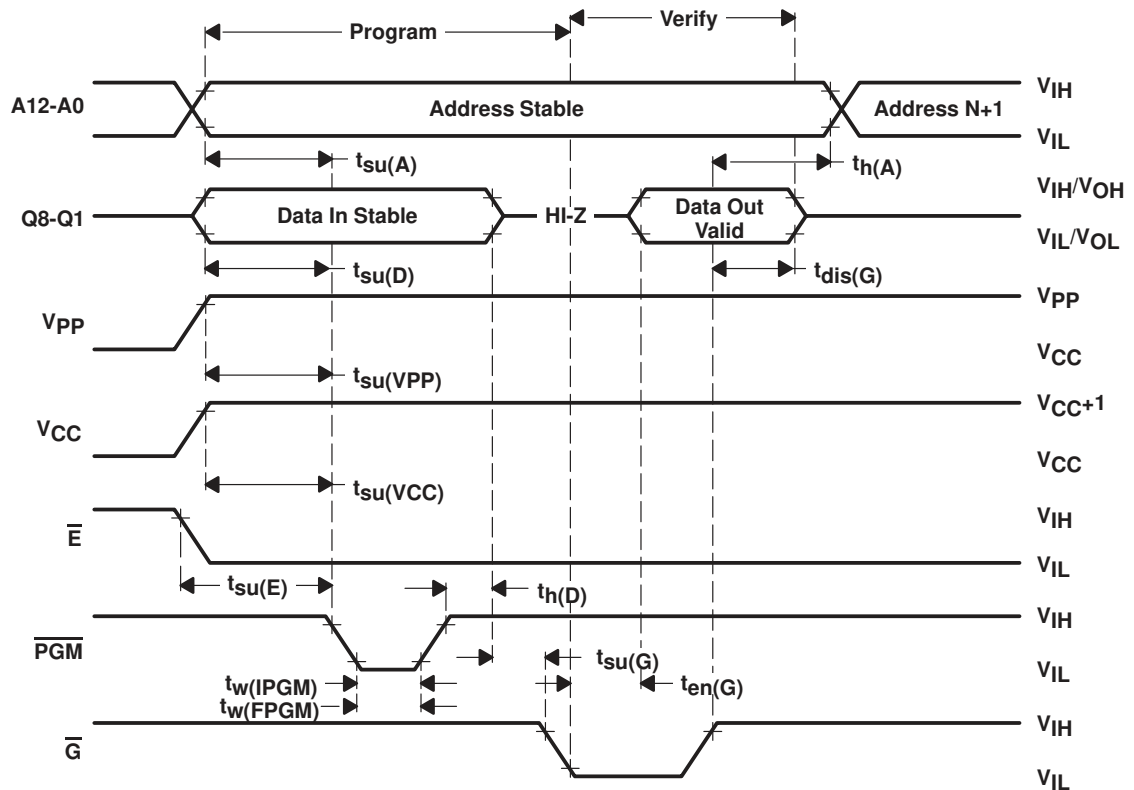 Program
Verify
A12-A0
Address Stable
Address N+1
VIH
VIL
tsu(A)
th(A)
Q8-Q1
Data In Stable
HI-Z
Data Out
Valid
VIH/VOH
VIL/VOL
tsu(D)
tdis(G)
VPP
VPP
VCC
tsu(VPP)
VCC
VCC+1
VCC
tsu(VCC)
E
VIH
VIL
tsu(E)
th(D)
PGM
VIH
VIL
tsu(G)
tw(IPGM)
ten(G)
tw(FPGM)
G
VIH
VIL